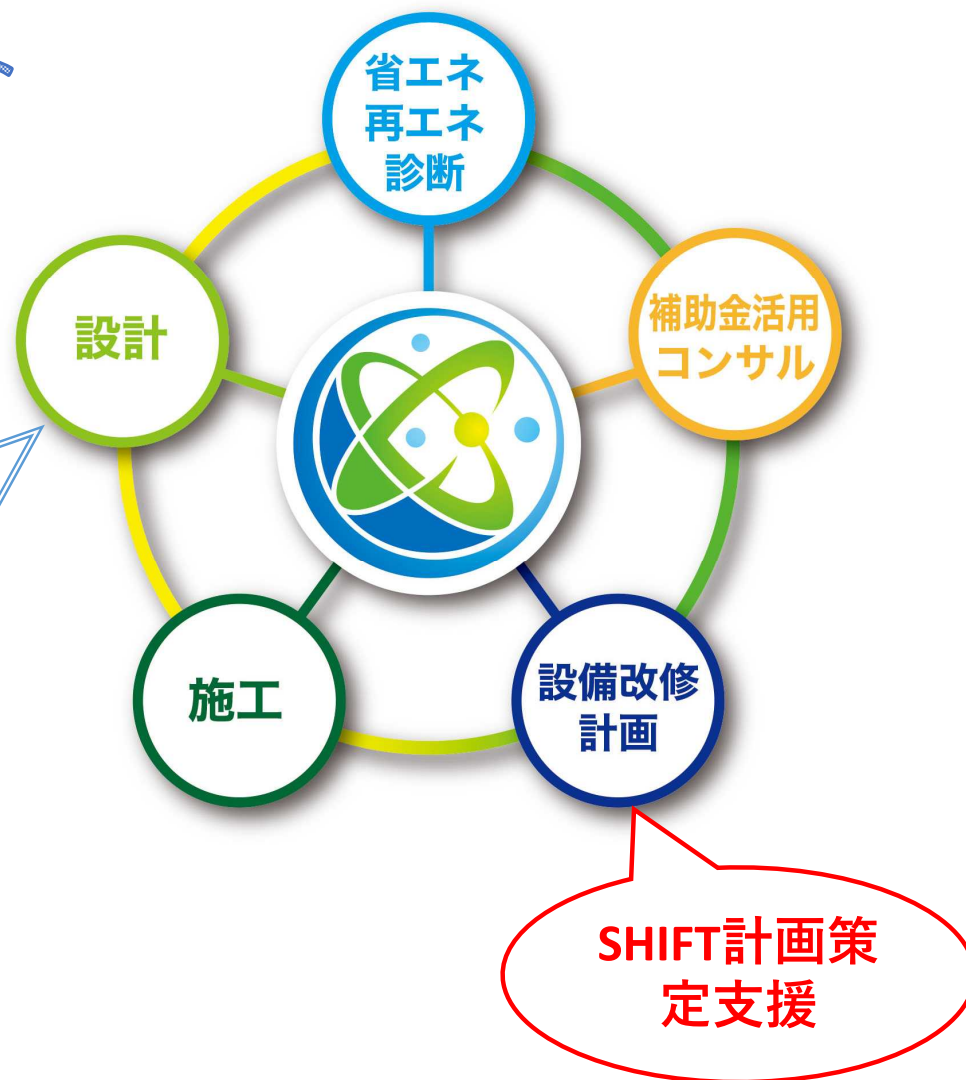 省エネ
再エネ
診断
補助金活用
コンサル
設計
施工
設備改修
計画
SHIFT計画策
定支援